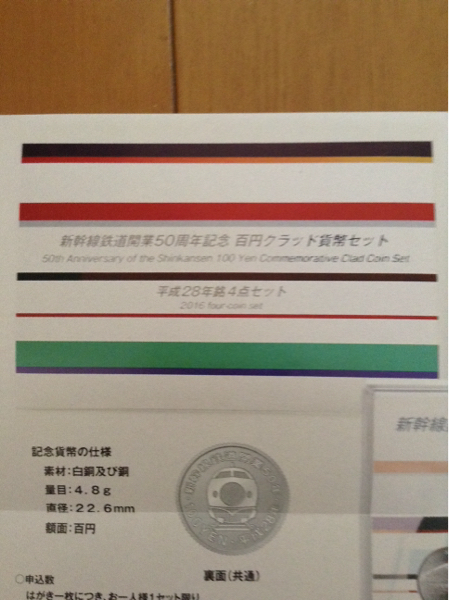 新幹線鉄道開業50周年記念 百円クラッド貨幣セット
50th Anniversary of the Shinkansen 100 Yen Commemorative Clad Coin Set
平成28年銘4点セット
2016 four-coin set
新幹線
記念貨幣の仕様
素材:白銅及び銅
量目:4.8g
直径:22.6mm
額面:百円
裏面(共通)
○申込数
はがき一枚につき、お一人様1セット限り